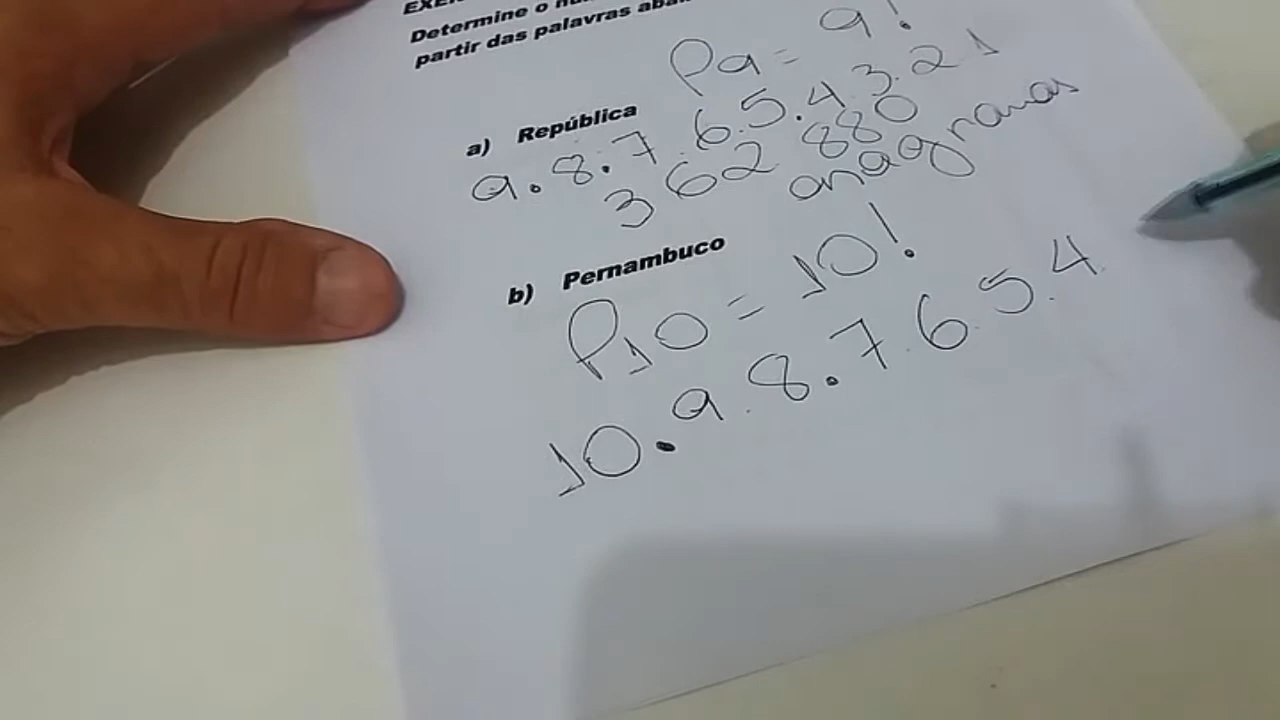 Determine o
partir das palavras
P9 = 9!
a) República
9.8.7.6.5.4.3.2.1
362 880
anagramas
b) Pernambuco
P10 = 10!
10.9.8.7.6.5.4.